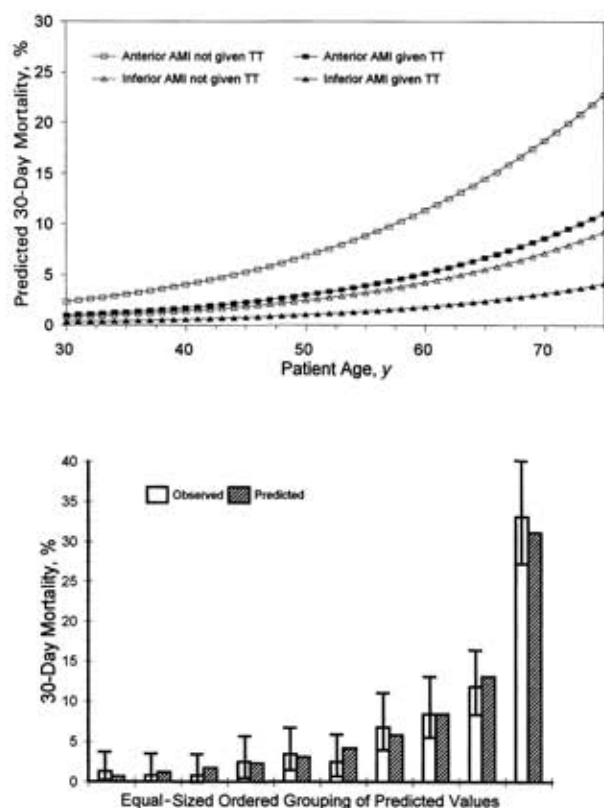 30
25
20
15
10
5
0
Predicted 30-Day Mortality, %
Anterior AMI not given TT
Anterior AMI given TT
Inferior AMI not given TT
Inferior AMI given TT
30 40 50 60 70
Patient Age, y
40
35
30
25
20
15
10
5
0
30-Day Mortality, %
Observed Predicted
Equal-Sized Ordered Grouping of Predicted Values